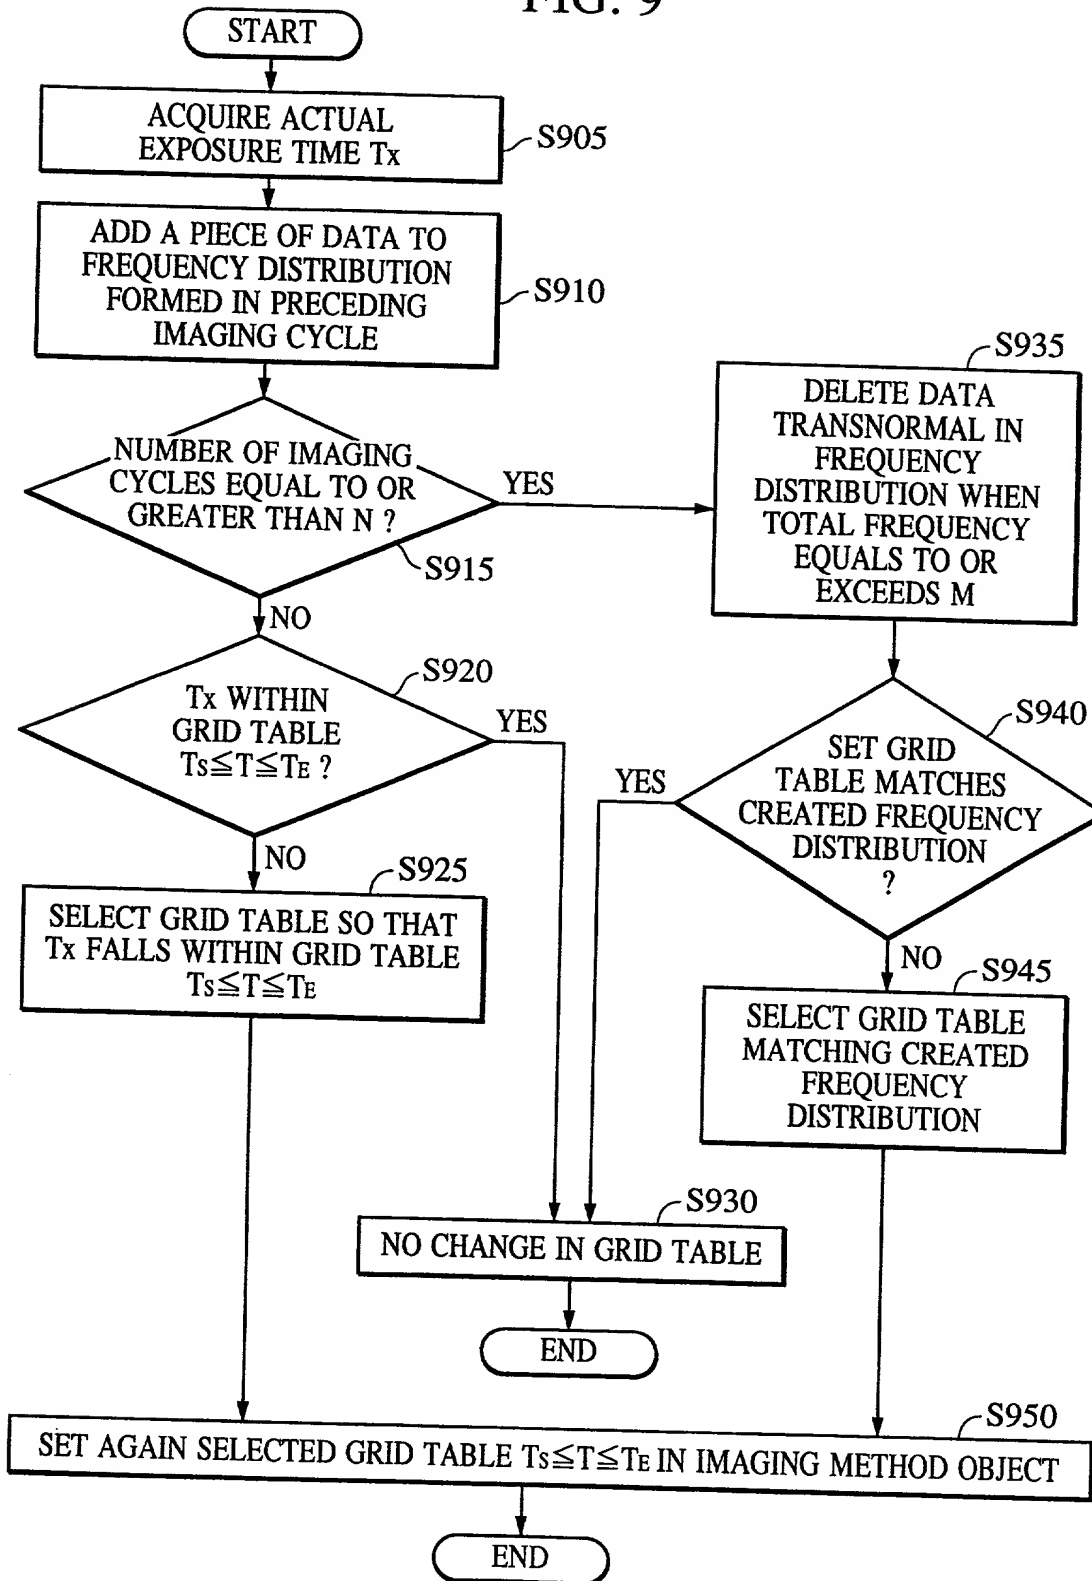 FIG. 9
START
ACQUIRE ACTUAL
EXPOSURE TIME Tx
S905
ADD A PIECE OF DATA TO
FREQUENCY DISTRIBUTION
FORMED IN PRECEDING
IMAGING CYCLE
S910
NUMBER OF IMAGING
CYCLES EQUAL TO OR
GREATER THAN N ?
YES
S915
NO
S935
DELETE DATA
TRANSNORMAL IN
FREQUENCY
DISTRIBUTION WHEN
TOTAL FREQUENCY
EQUALS TO OR
EXCEEDS M
S920
Tx WITHIN
GRID TABLE
Ts≦T≦TE ?
YES
NO
S940
SET GRID
TABLE MATCHES
CREATED FREQUENCY
DISTRIBUTION
?
YES
NO
S925
SELECT GRID TABLE SO THAT
Tx FALLS WITHIN GRID TABLE
Ts≦T≦TE
S945
SELECT GRID TABLE
MATCHING CREATED
FREQUENCY
DISTRIBUTION
S930
NO CHANGE IN GRID TABLE
END
S950
SET AGAIN SELECTED GRID TABLE Ts≦T≦TE IN IMAGING METHOD OBJECT
END